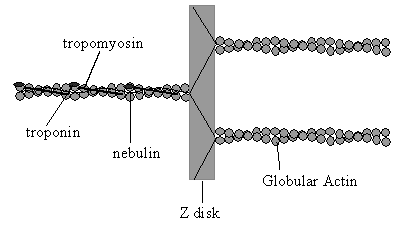 tropomyosin
troponin
nebulin
Globular Actin
Z disk